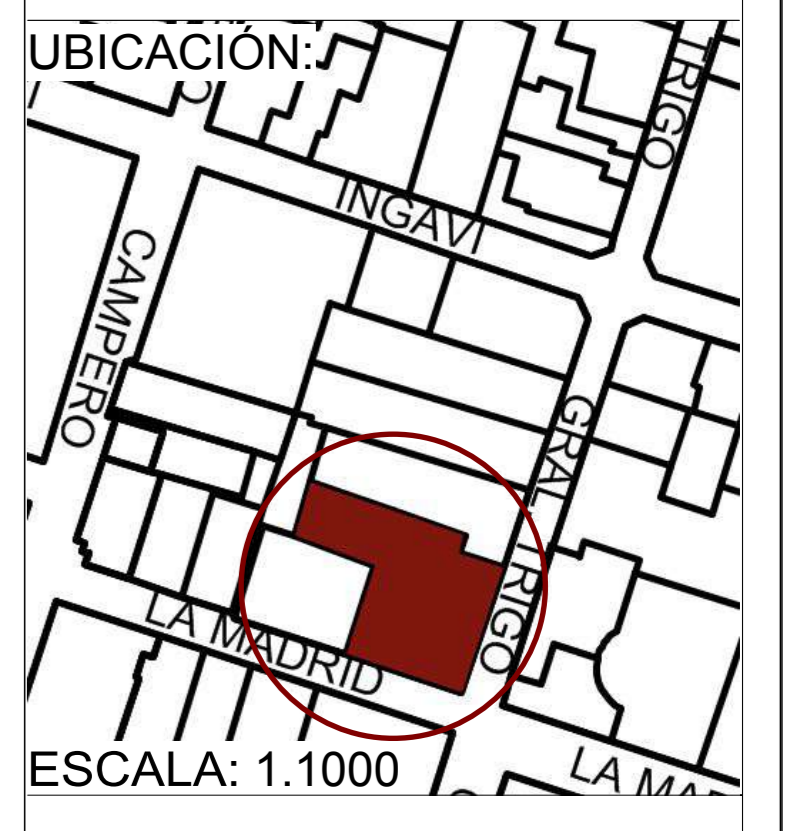 UBICACIÓN:
TRIGO
INGAVI
CAMPERO
GRAL. TRIGO
LA MADRID
ESCALA: 1.1000